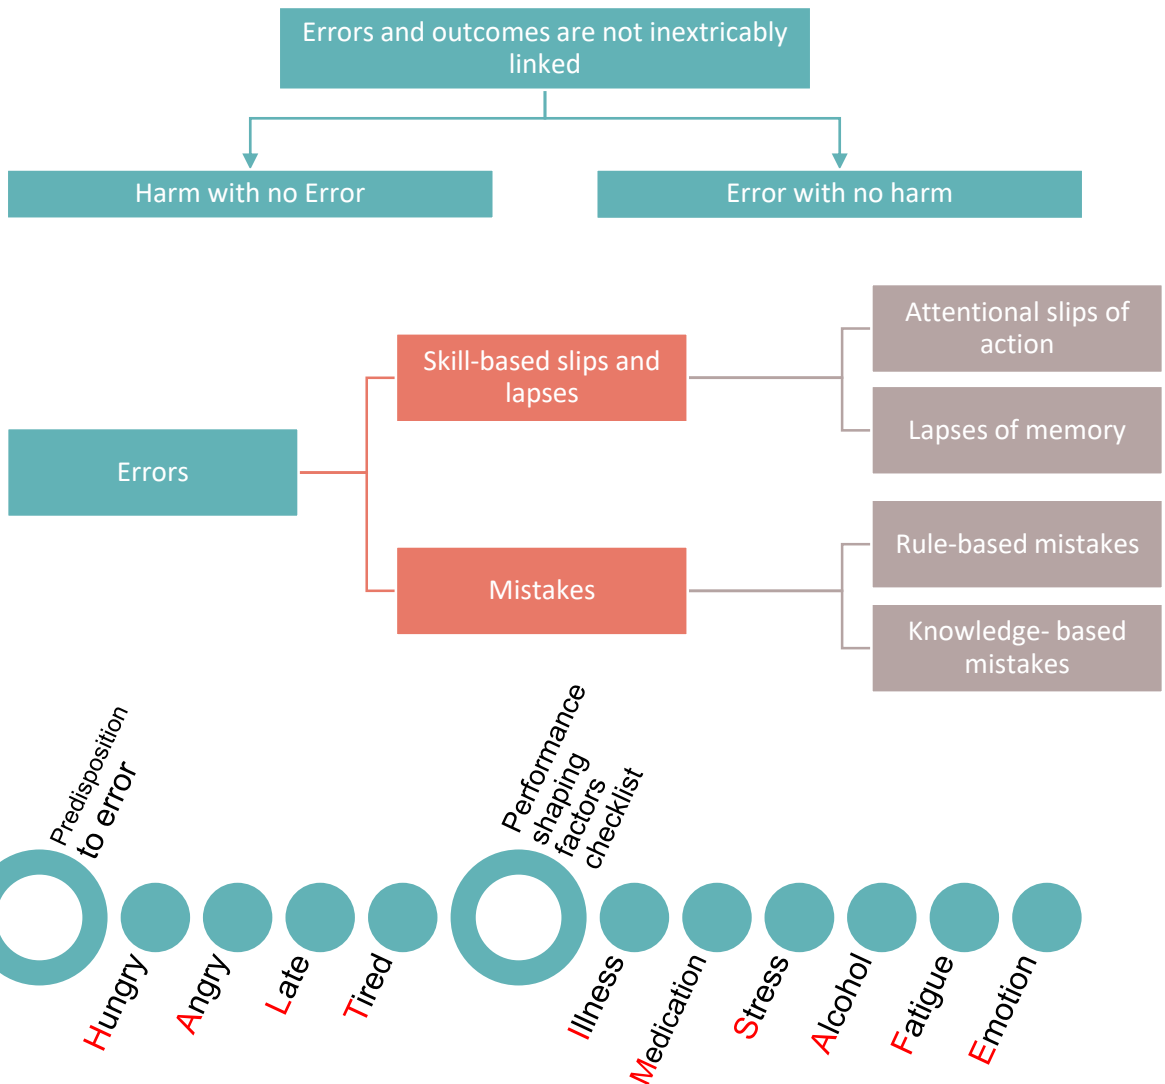 Errors and outcomes are not inextricably
linked
Harm with no Error
Error with no harm
Errors
Skill-based slips and
lapses
Attentional slips of
action
Lapses of memory
Mistakes
Rule-based mistakes
Knowledge- based
mistakes
Predisposition
to error
Hungry
Angry
Late
Tired
Performance
shaping
factors
checklist
Illness
Medication
Stress
Alcohol
Fatigue
Emotion